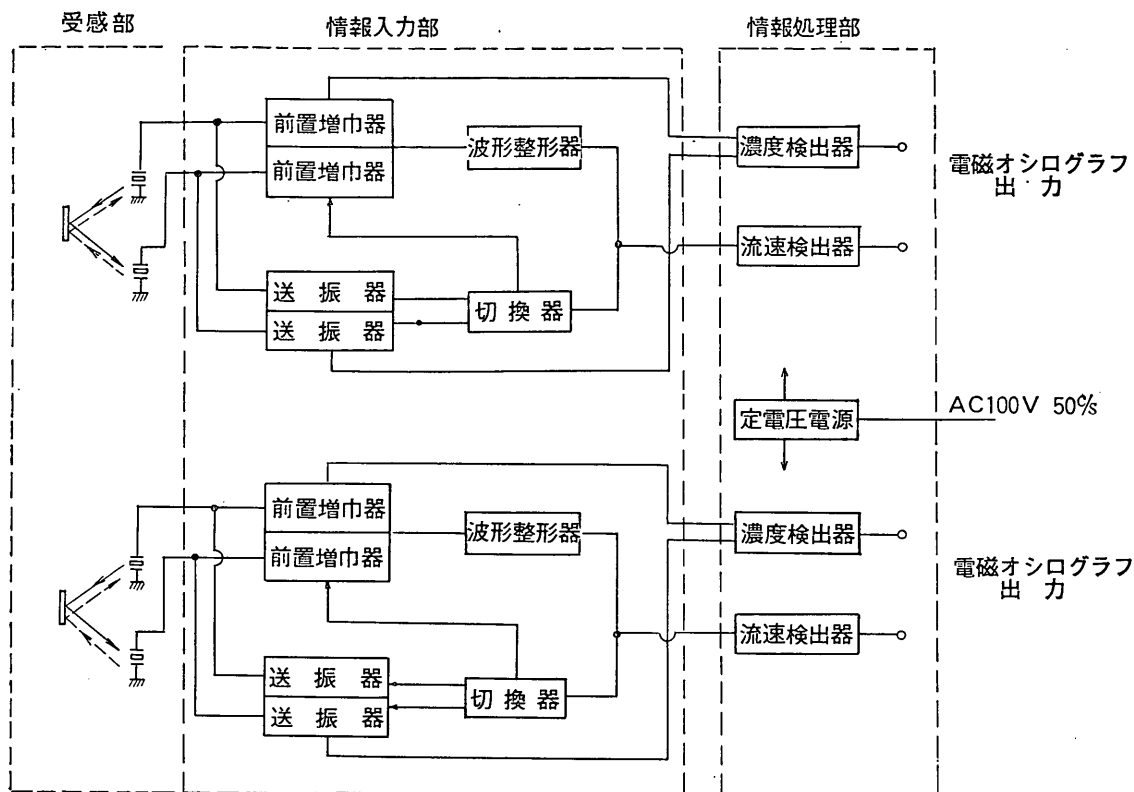 受感部
情報入力部
情報処理部
前置増巾器
前置増巾器
波形整形器
濃度検出器
電磁オシログラフ
出力
流速検出器
送振器
送振器
切換器
定電圧電源
AC100V 50c/s
前置増巾器
前置増巾器
波形整形器
濃度検出器
電磁オシログラフ
出力
流速検出器
送振器
送振器
切換器